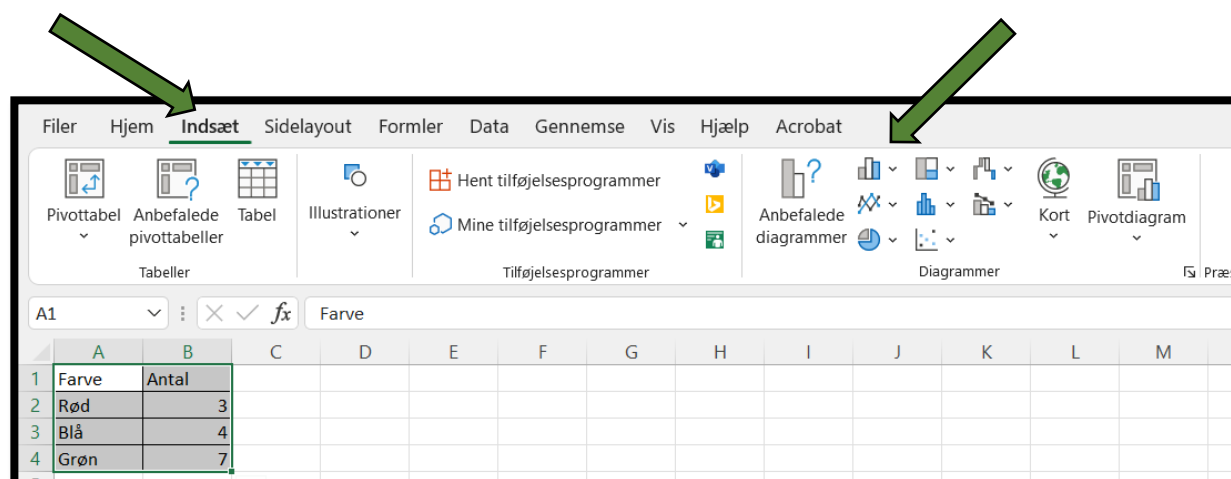 Filer Hjem Indsæt Sidelayout Formler Data Gennemse Vis Hjælp Acrobat
Pivottabel
Anbefalede
pivottabeller
Tabel
Tabeller
Illustrationer
Hent tilføjelsesprogrammer
Mine tilføjelsesprogrammer
Tilføjelsesprogrammer
Anbefalede
diagrammer
Kort
Pivotdiagram
Diagrammer
Præs
A1 fx Farve
A B C D E F G H I J K L M
1 Farve Antal
2 Rød 3
3 Blå 4
4 Grøn 7